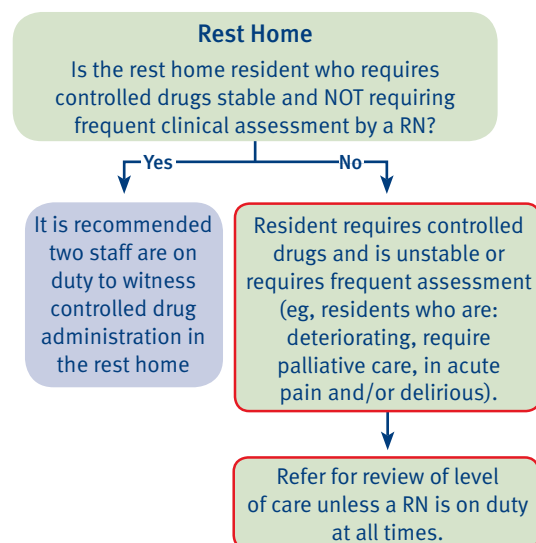 Rest Home
Is the rest home resident who requires
controlled drugs stable and NOT requiring
frequent clinical assessment by a RN?
Yes
No
It is recommended
two staff are on
duty to witness
controlled drug
administration in
the rest home
Resident requires controlled
drugs and is unstable or
requires frequent assessment
(eg, residents who are:
deteriorating, require
palliative care, in acute
pain and/or delirious).
Refer for review of level
of care unless a RN is on duty
at all times.